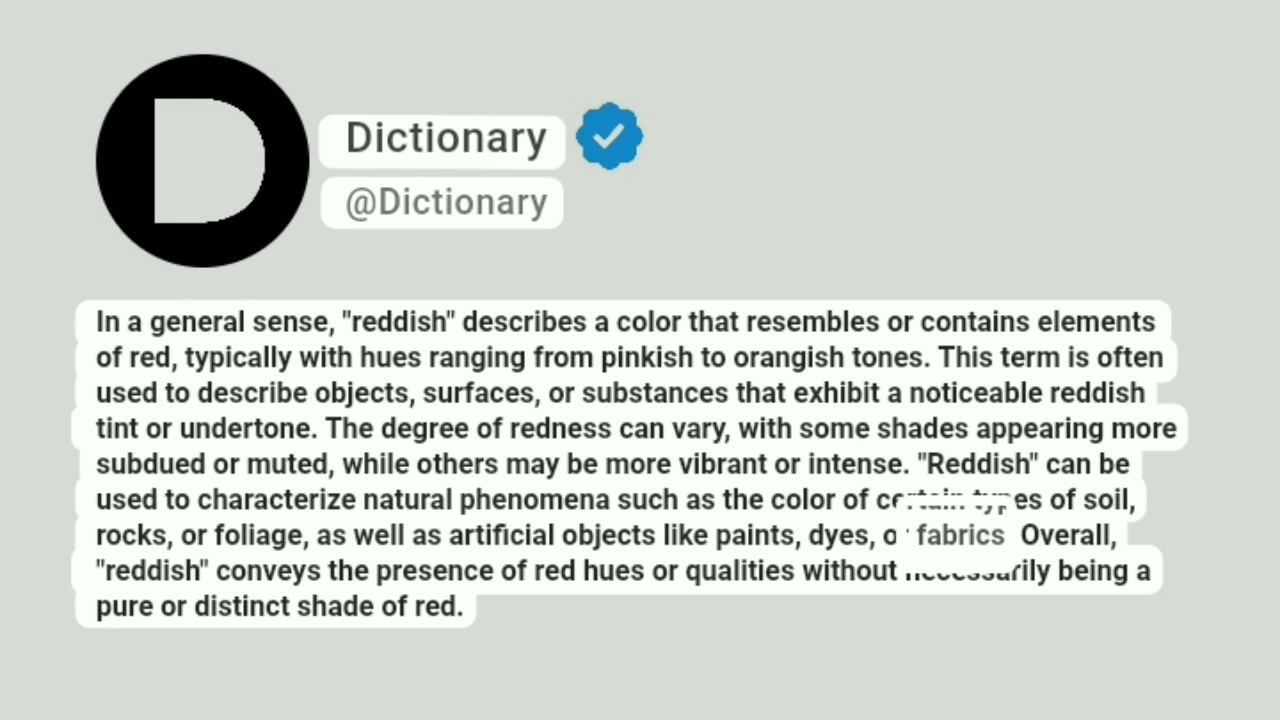 D
Dictionary
@Dictionary
In a general sense, "reddish" describes a color that resembles or contains elements
of red, typically with hues ranging from pinkish to orangish tones. This term is often
used to describe objects, surfaces, or substances that exhibit a noticeable reddish
tint or undertone. The degree of redness can vary, with some shades appearing more
subdued or muted, while others may be more vibrant or intense. "Reddish" can be
used to characterize natural phenomena such as the color of certain types of soil,
rocks, or foliage, as well as artificial objects like paints, dyes, or fabrics Overall,
"reddish" conveys the presence of red hues or qualities without necessarily being a
pure or distinct shade of red.